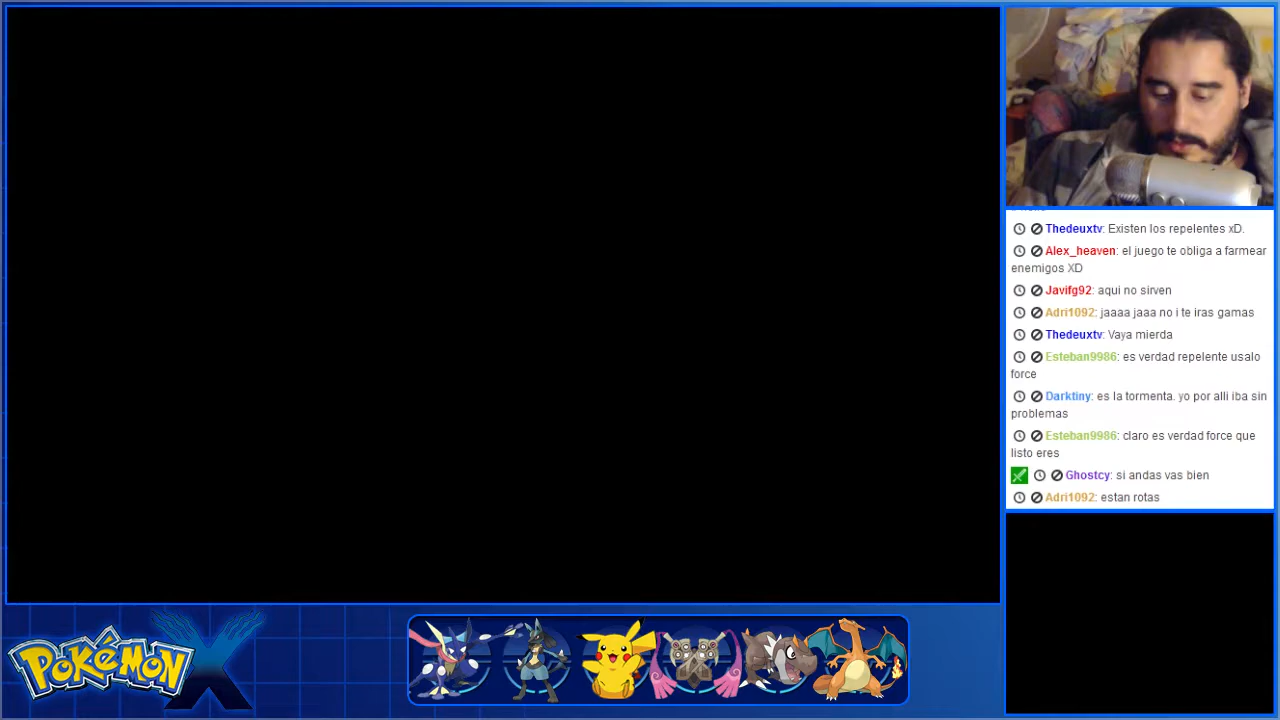 Thedeuxtv: Existen los repelentes xD.
Alex_heaven: el juego te obliga a farmear
enemigos XD
Javifg92: aqui no sirven
Adri1092: jaaaa jaaa no i te iras gamas
Thedeuxtv: Vaya mierda
Esteban9986: es verdad repelente usalo
force
Darktiny: es la tormenta. yo por alli iba sin
problemas
Esteban9986: claro es verdad force que
listo eres
Ghostcy: si andas vas bien
Adri1092: estan rotas
POKéMON X